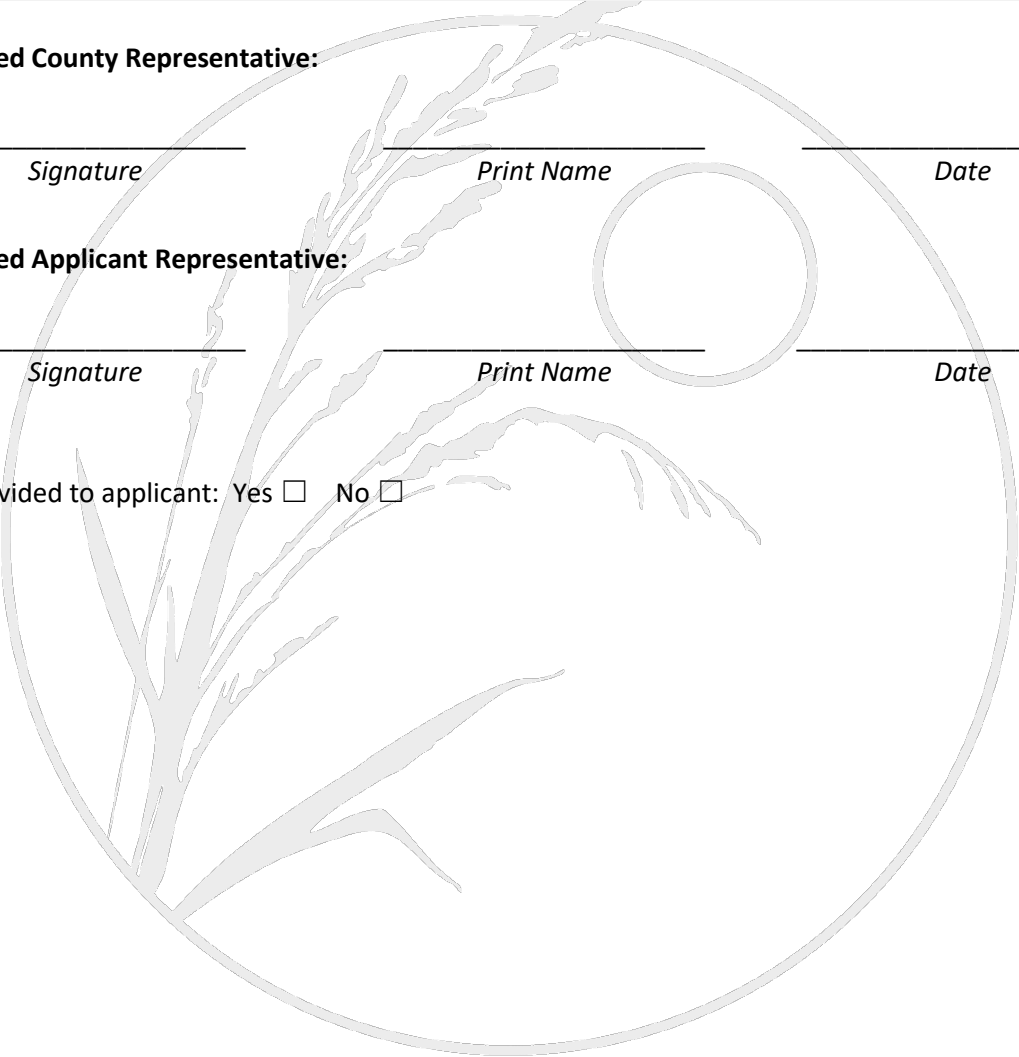 ed County Representative:
Signature Print Name Date
ed Applicant Representative:
Signature Print Name Date
vided to applicant: Yes ☐ No ☐